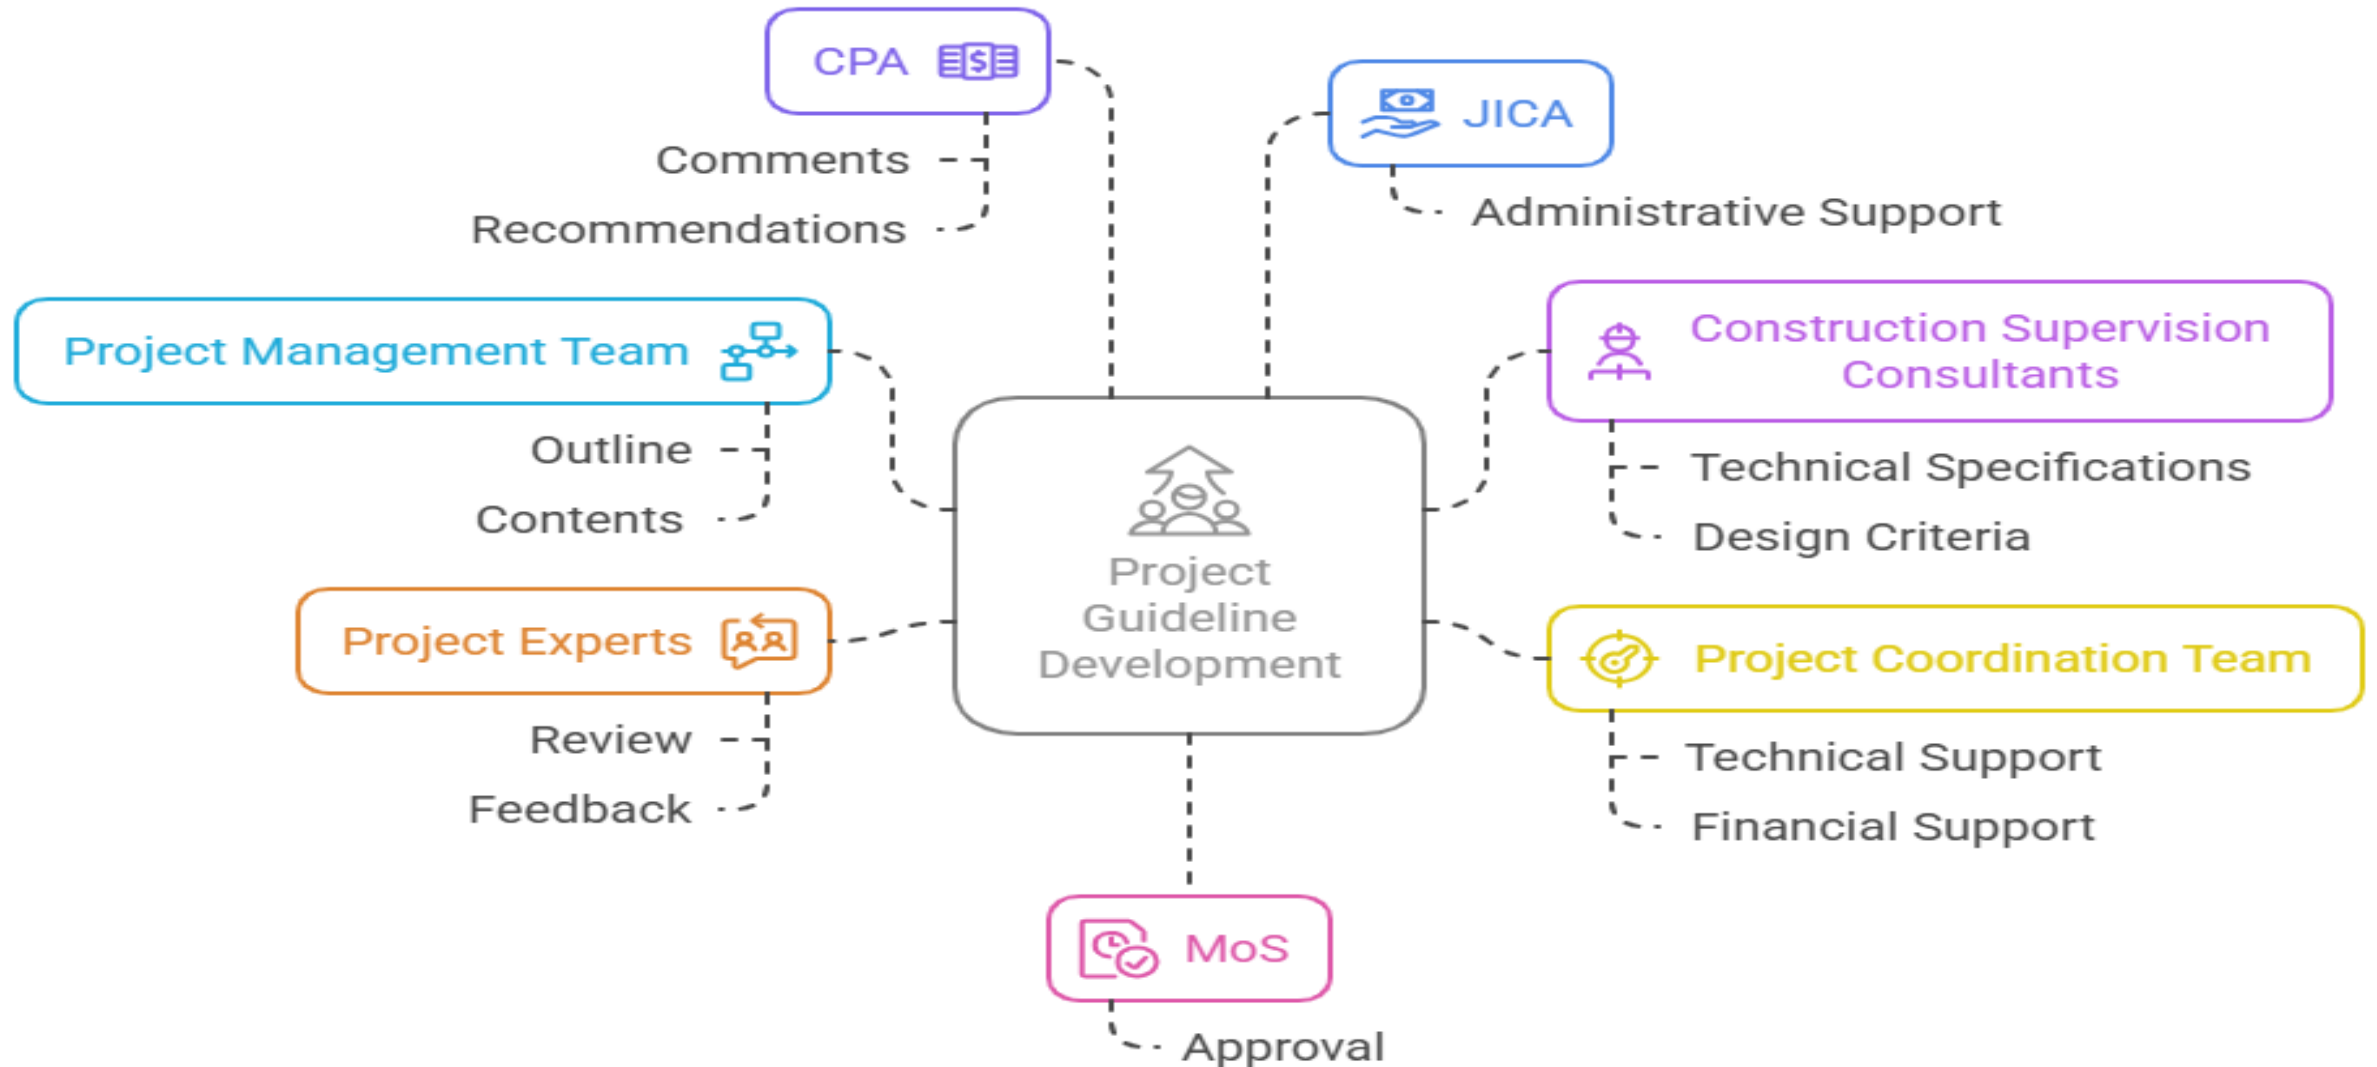 CPA
Comments
Recommendations
JICA
Administrative Support
Project Management Team
Outline
Contents
Construction Supervision
Consultants
Technical Specifications
Design Criteria
Project Experts
Review
Feedback
Project
Guideline
Development
Project Coordination Team
Technical Support
Financial Support
MoS
Approval